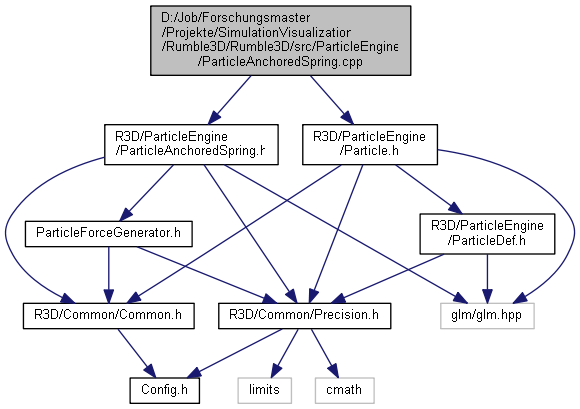 D:/Job/Forschungsmaster
/Projekte/SimulationVisualization
/Rumble3D/Rumble3D/src/ParticleEngine
/ParticleAnchoredSpring.cpp
R3D/ParticleEngine
/ParticleAnchoredSpring.h
R3D/ParticleEngine
/Particle.h
ParticleForceGenerator.h
R3D/ParticleEngine
/ParticleDef.h
R3D/Common/Common.h
R3D/Common/Precision.h
glm/glm.hpp
Config.h
limits
cmath